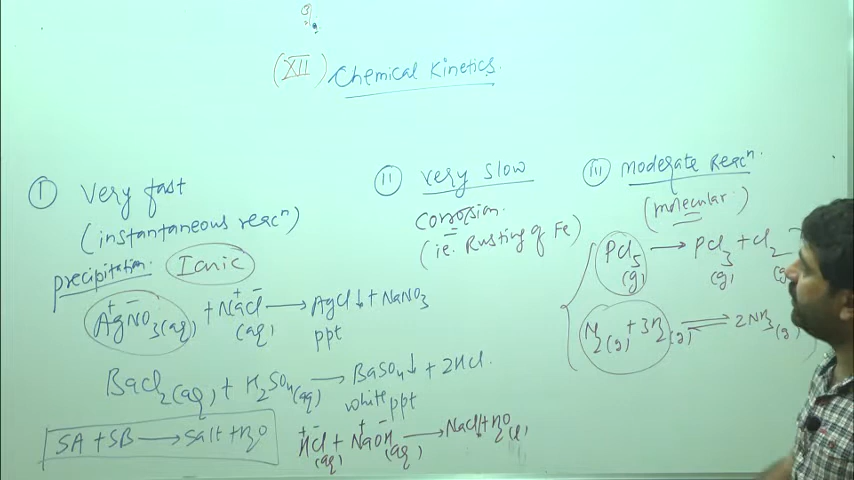 (XII) Chemical Kinetics.
I Very fast
(instantaneous reacⁿ)
precipitation. Ionic
AgNO₃(aq) + NaCl (aq) → AgCl↓ + NaNO₃
ppt
BaCl₂(aq) + H₂SO₄(aq) → BaSO₄↓ + 2HCl.
white ppt
SA + SB → Salt + H₂O
HCl (aq) + NaOH (aq) → NaCl + H₂O (l)
II Very slow
corrosion.
(ie. Rusting of Fe)
III moderate Reacⁿ.
(molecular.)
PCl₅ (g) → PCl₃ (g) + Cl₂ (g)
N₂(g) + 3H₂(g) ⇌ 2NH₃(g)